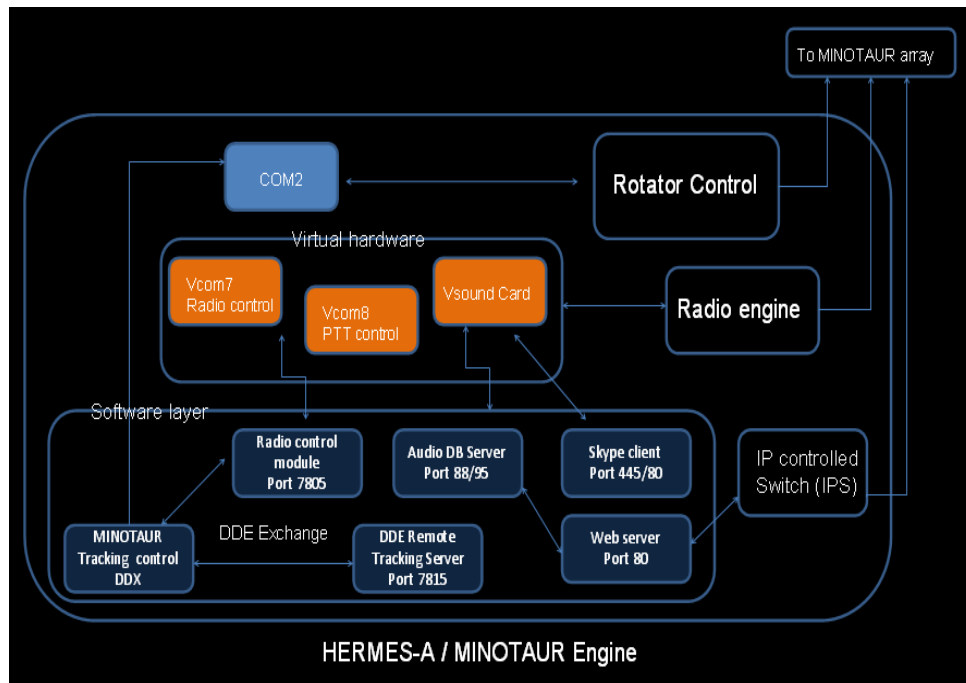 To MINOTAUR array
COM2
Rotator Control
Virtual hardware
Vcom7
Radio control
Vcom8
PTT control
Vsound Card
Radio engine
Software layer
Radio control
module
Port 7805
Audio DB Server
Port 88/95
Skype client
Port 445/80
IP controlled
Switch (IPS)
MINOTAUR
Tracking control
DDX
DDE Exchange
DDE Remote
Tracking Server
Port 7815
Web server
Port 80
HERMES-A / MINOTAUR Engine